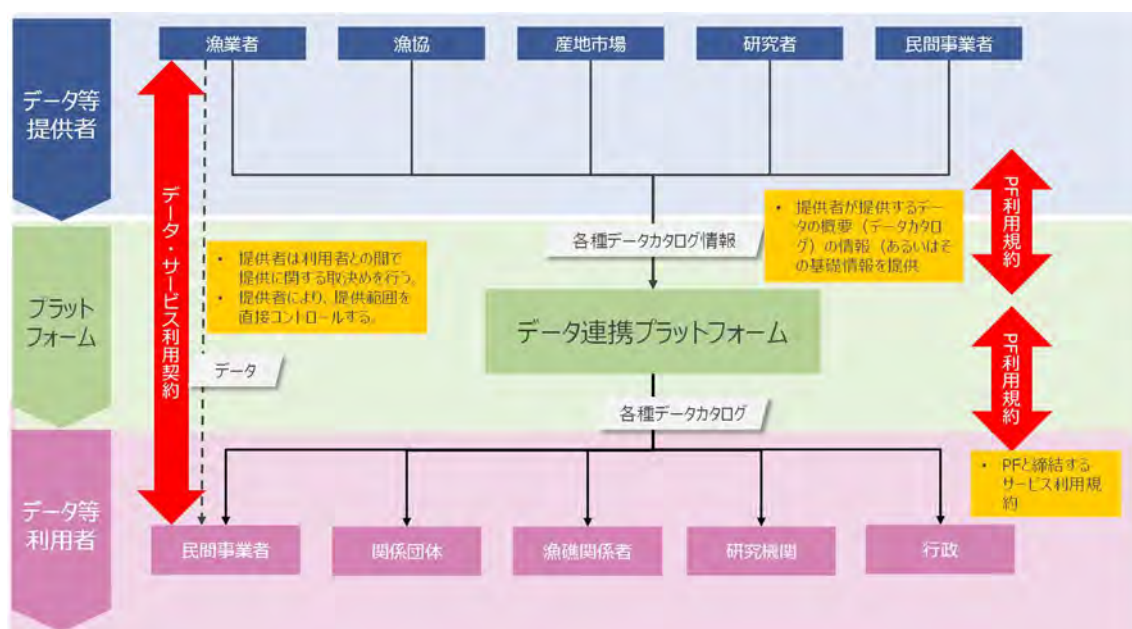 漁業者
漁協
産地市場
研究者
民間事業者
データ等
提供者
データ・サービス利用契約
PF利用規約
• 提供者が提供するデー
タの概要（データカタロ
グ）の情報（あるいはそ
の基礎情報を提供
各種データカタログ情報
• 提供者は利用者との間で
提供に関する取決めを行う。
• 提供者により、提供範囲を
直接コントロールする。
プラット
フォーム
データ連携プラットフォーム
PF利用規約
データ
各種データカタログ
• PFと締結する
サービス利用規
約
データ等
利用者
民間事業者
関係団体
漁礁関係者
研究機関
行政